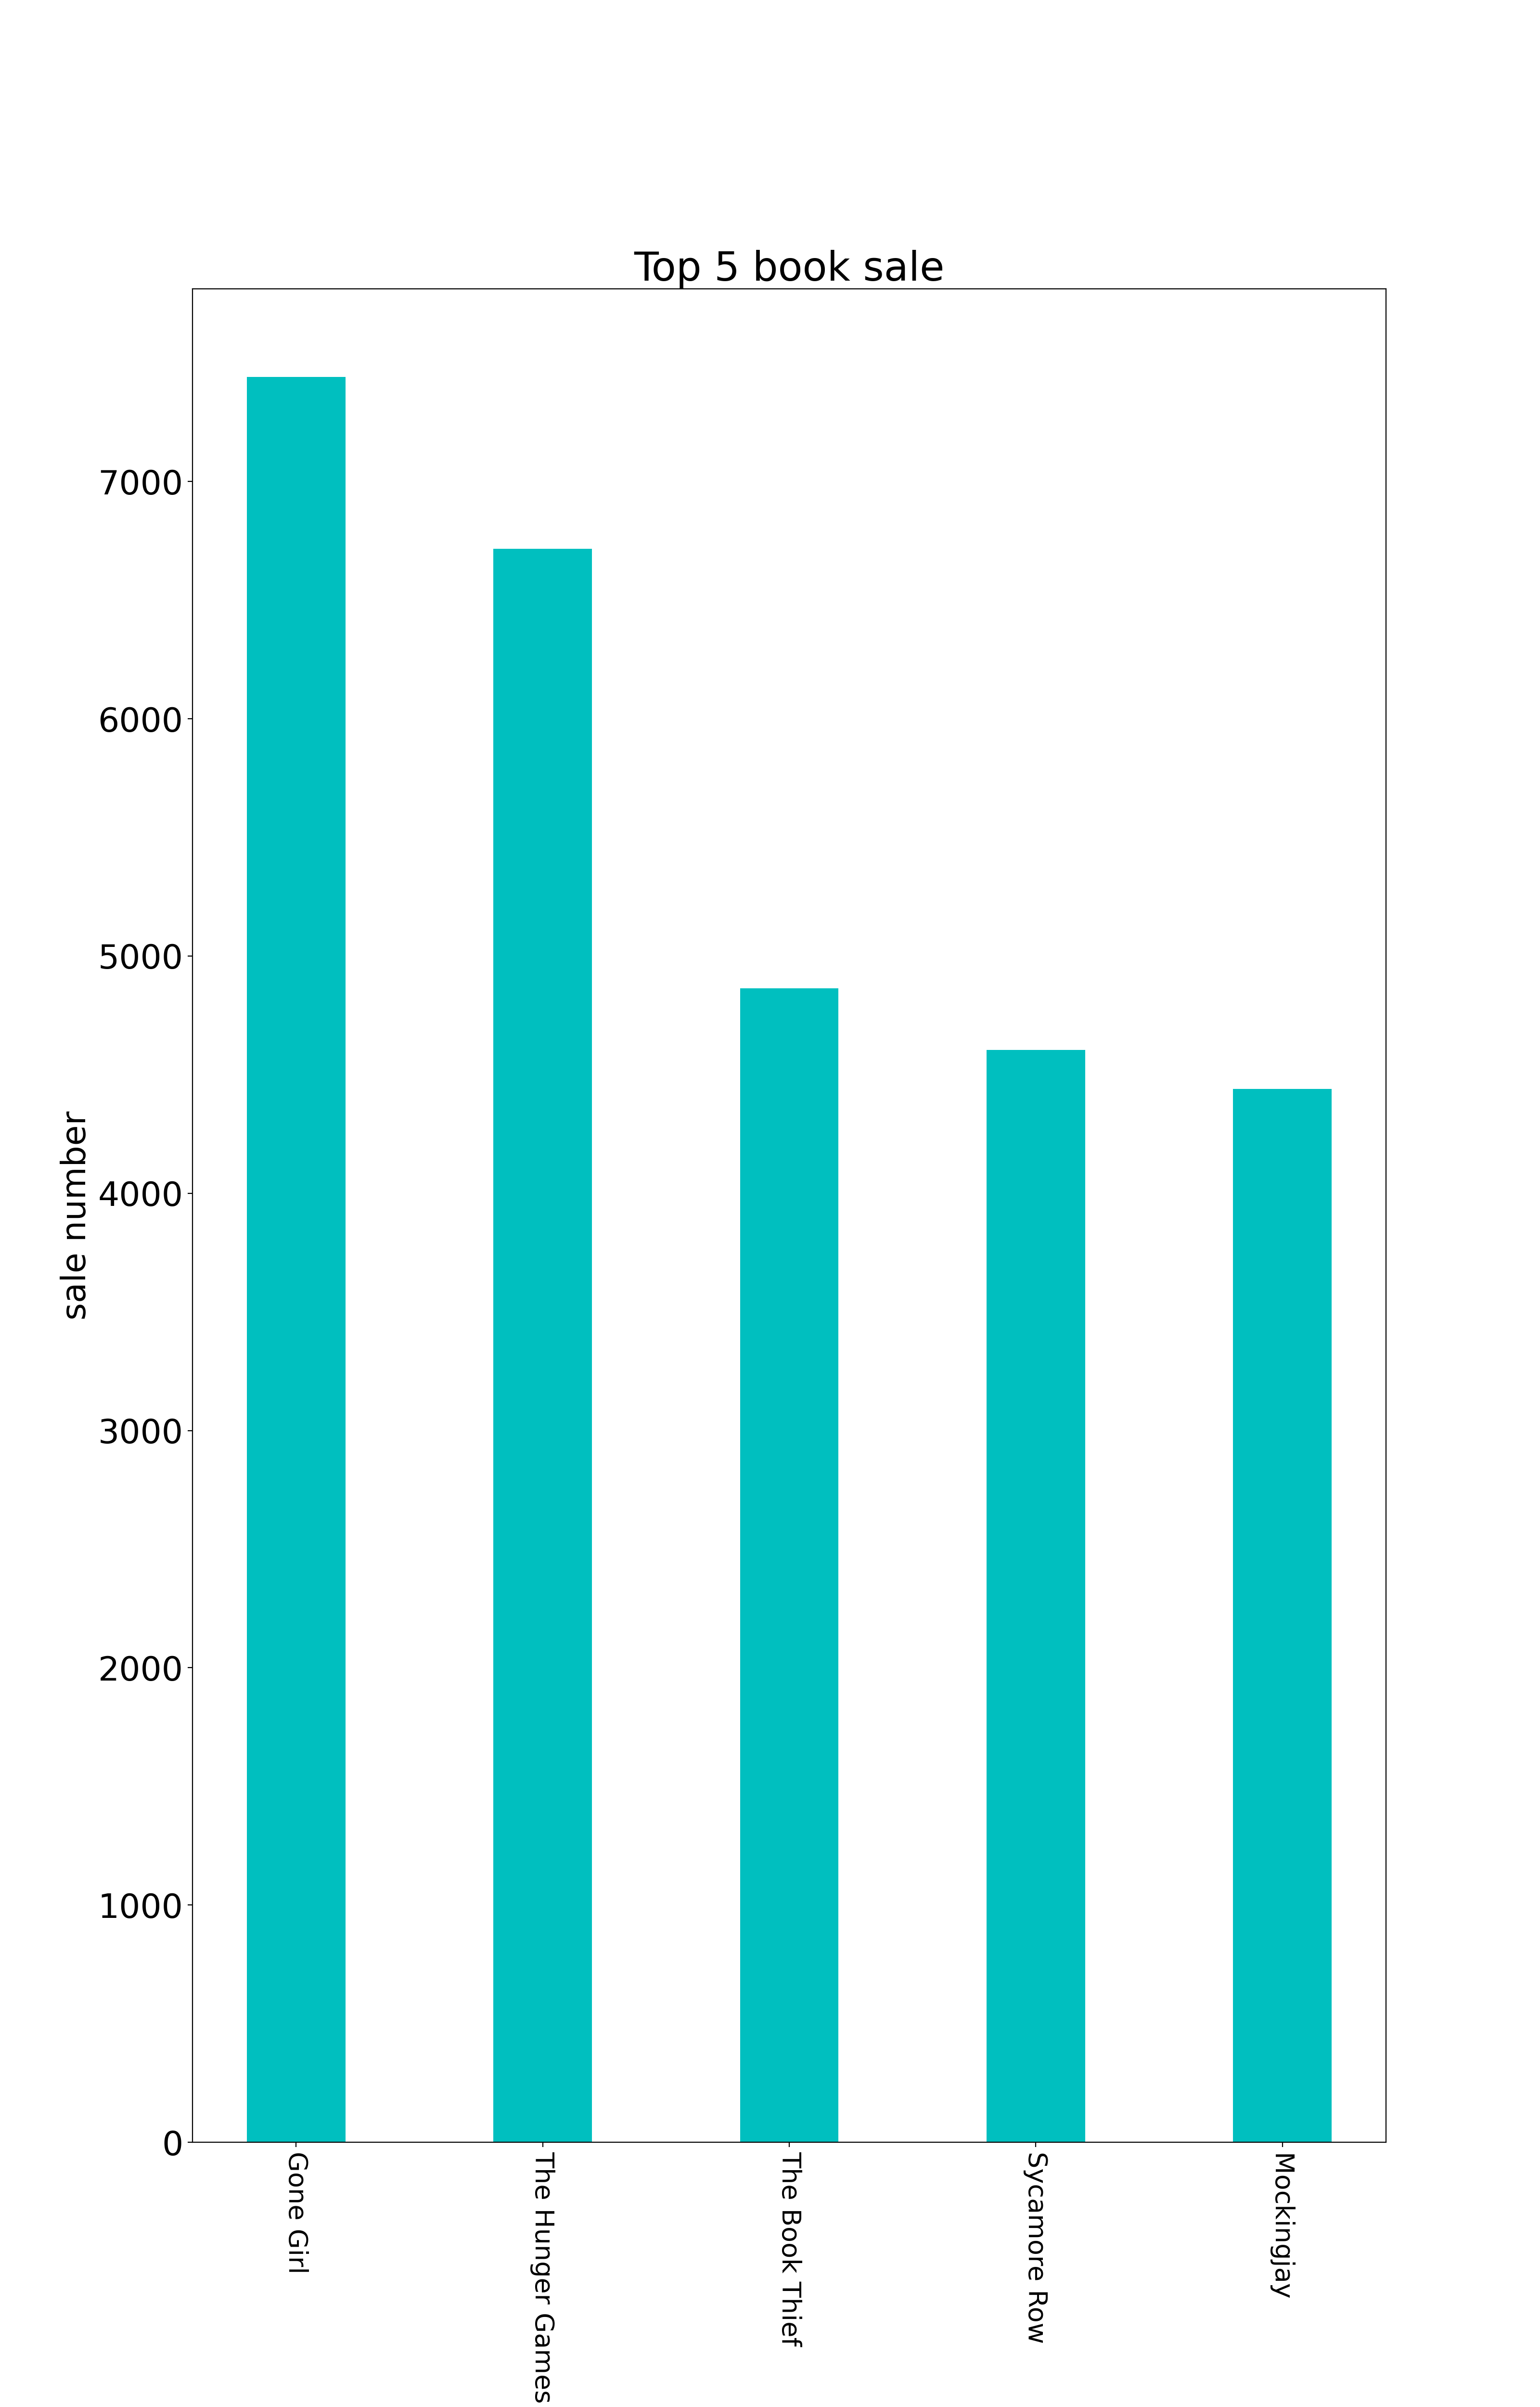 Top 5 book sale
sale number
7000
6000
5000
4000
3000
2000
1000
0
Gone Girl
The Hunger Games
The Book Thief
Sycamore Row
Mockingjay